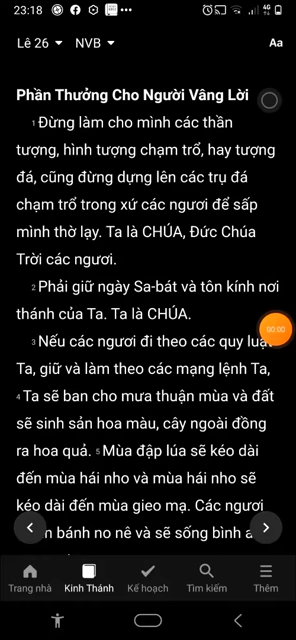 23:18
4G
Lê 26 NVB Aa
Phần Thưởng Cho Người Vâng Lời
1 Đừng làm cho mình các thần
tượng, hình tượng chạm trổ, hay tượng
đá, cũng đừng dựng lên các trụ đá
chạm trổ trong xứ các ngươi để sấp
mình thờ lạy. Ta là CHÚA, Đức Chúa
Trời các ngươi.
2 Phải giữ ngày Sa-bát và tôn kính nơi
thánh của Ta. Ta là CHÚA.
00:00
3 Nếu các ngươi đi theo các quy luật
Ta, giữ và làm theo các mạng lệnh Ta,
4 Ta sẽ ban cho mưa thuận mùa và đất
sẽ sinh sản hoa màu, cây ngoài đồng
ra hoa quả. 5 Mùa đập lúa sẽ kéo dài
đến mùa hái nho và mùa hái nho sẽ
kéo dài đến mùa gieo mạ. Các ngươi
bánh no nê và sẽ sống bình
Trang nhà Kinh Thánh Kế hoạch Tìm kiếm Thêm